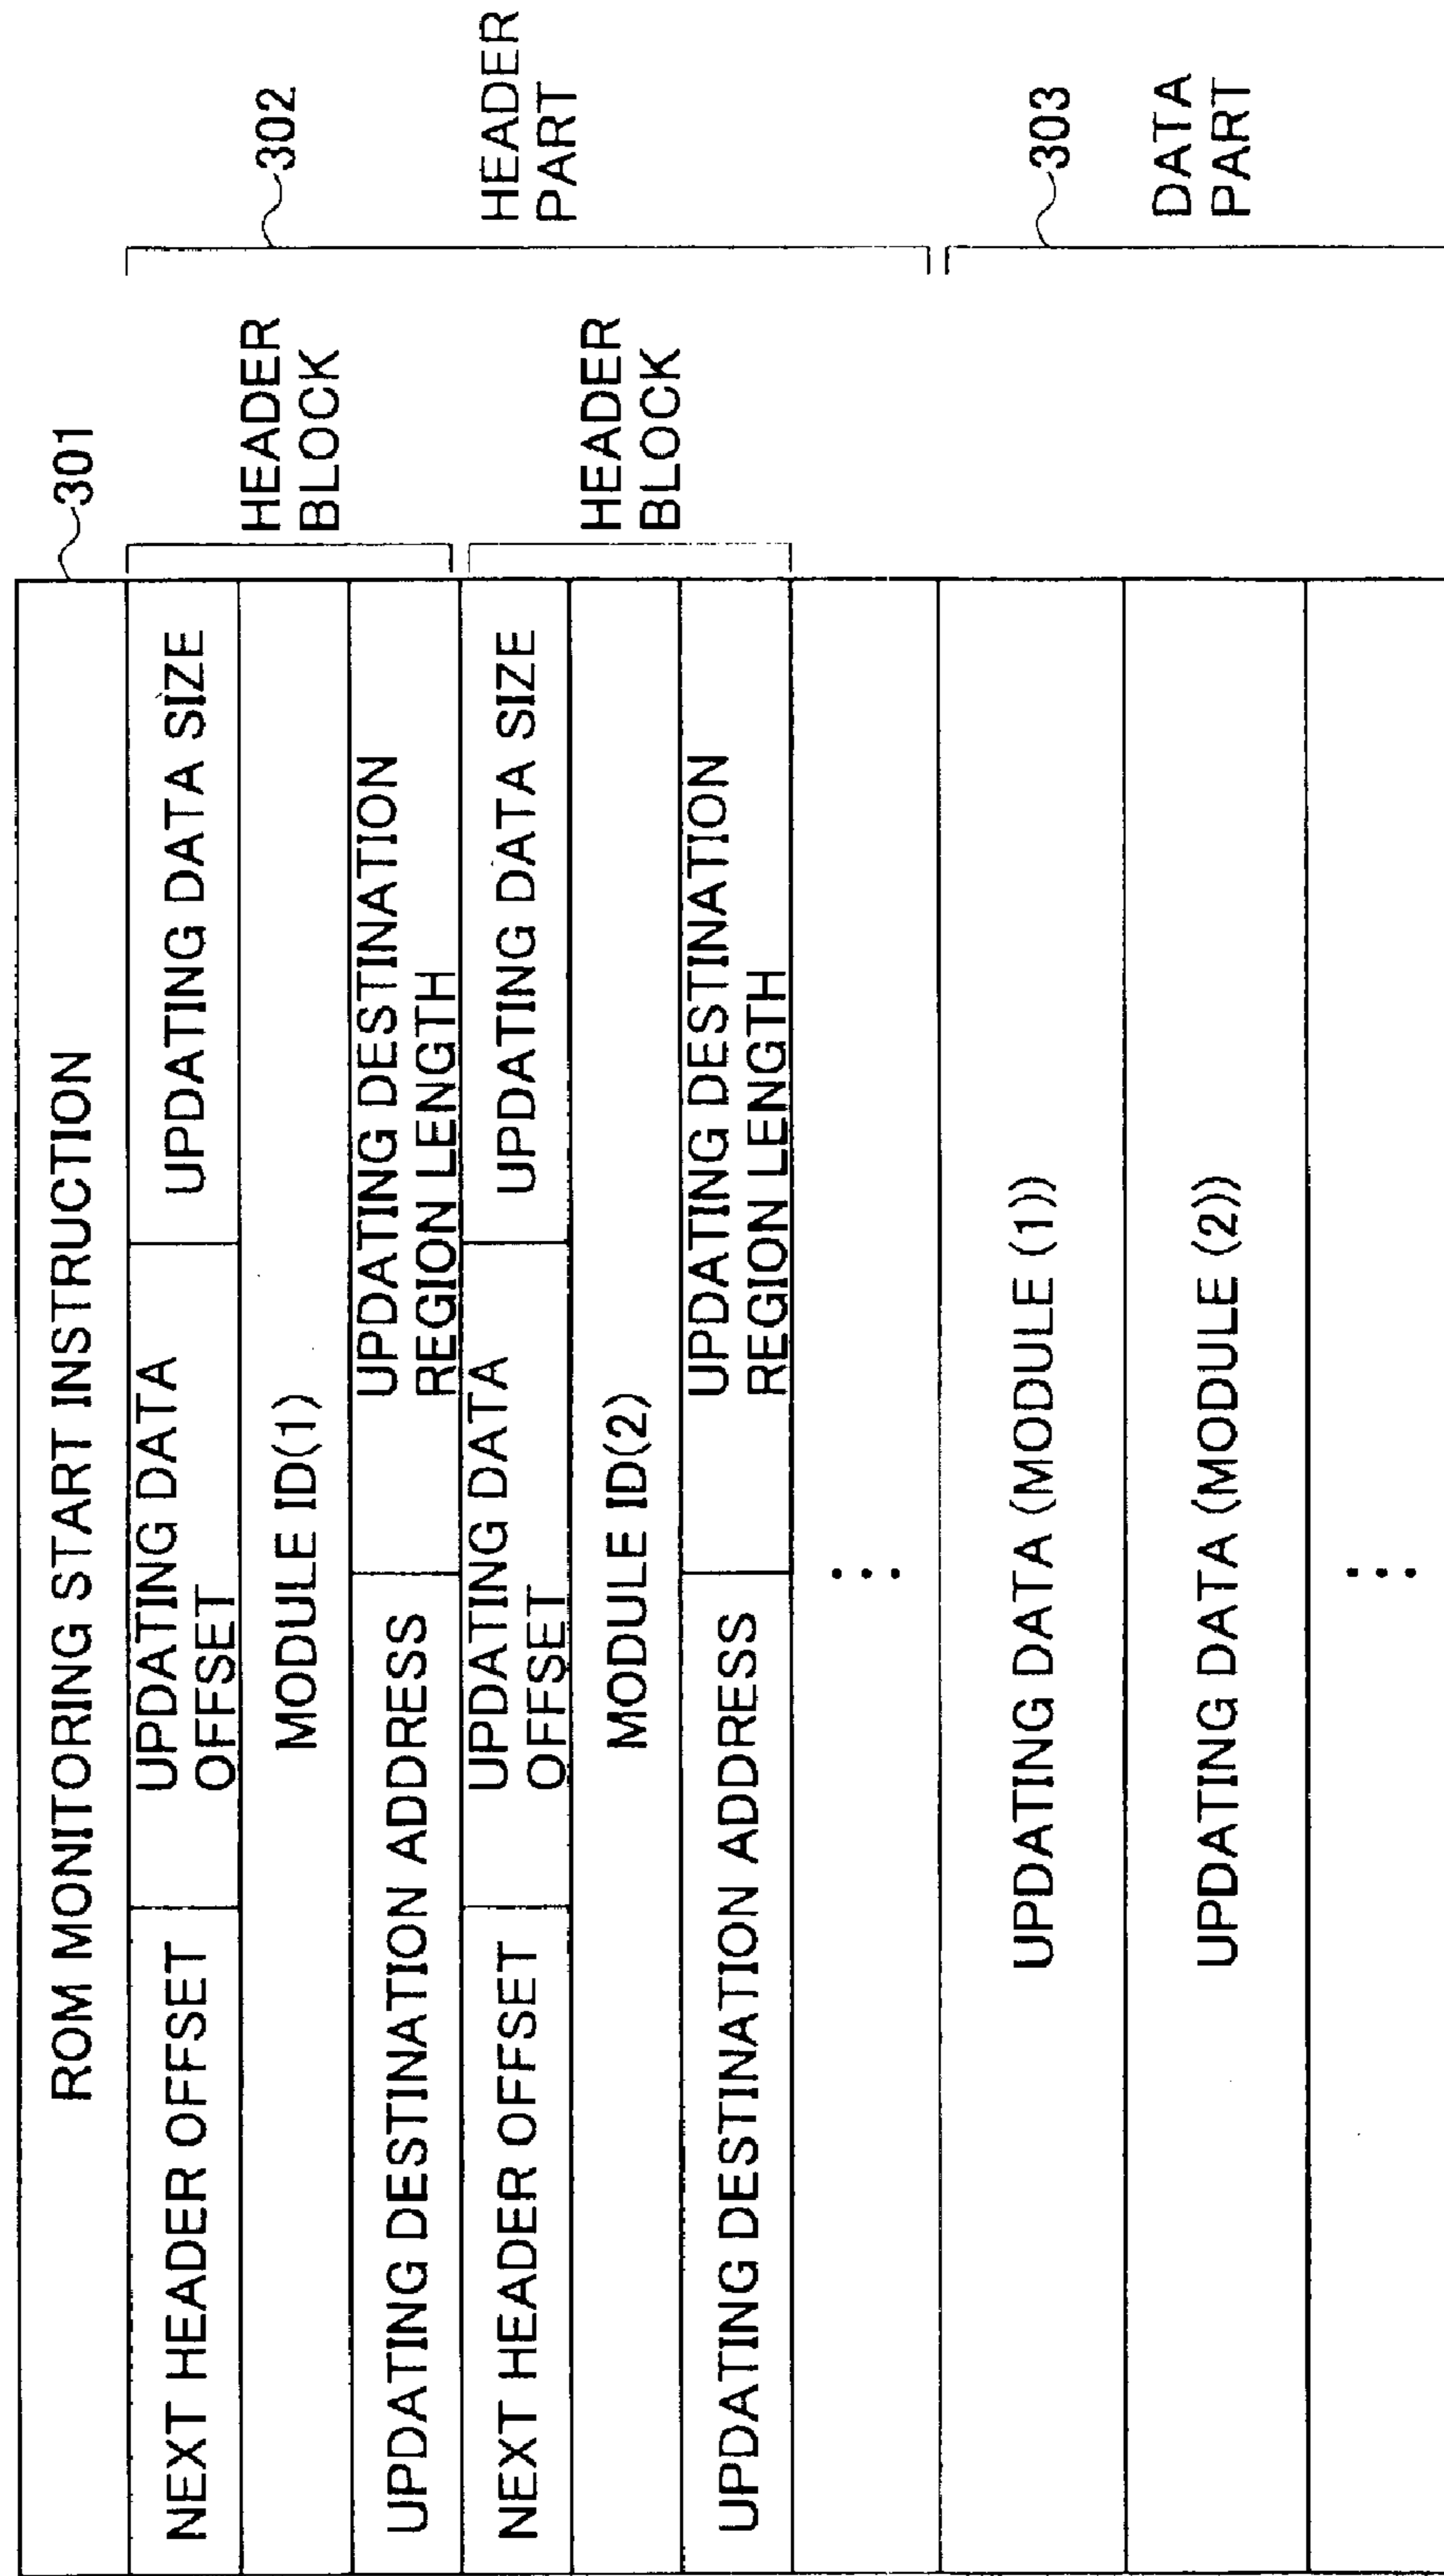 ROM MONITORING START INSTRUCTION
301
NEXT HEADER OFFSET
UPDATING DATA
OFFSET
UPDATING DATA SIZE
MODULE ID(1)
UPDATING DESTINATION ADDRESS
UPDATING DESTINATION
REGION LENGTH
HEADER
BLOCK
302
HEADER
PART
NEXT HEADER OFFSET
UPDATING DATA
OFFSET
UPDATING DATA SIZE
MODULE ID(2)
UPDATING DESTINATION ADDRESS
UPDATING DESTINATION
REGION LENGTH
HEADER
BLOCK
...
UPDATING DATA (MODULE (1))
303
DATA
PART
UPDATING DATA (MODULE (2))
...